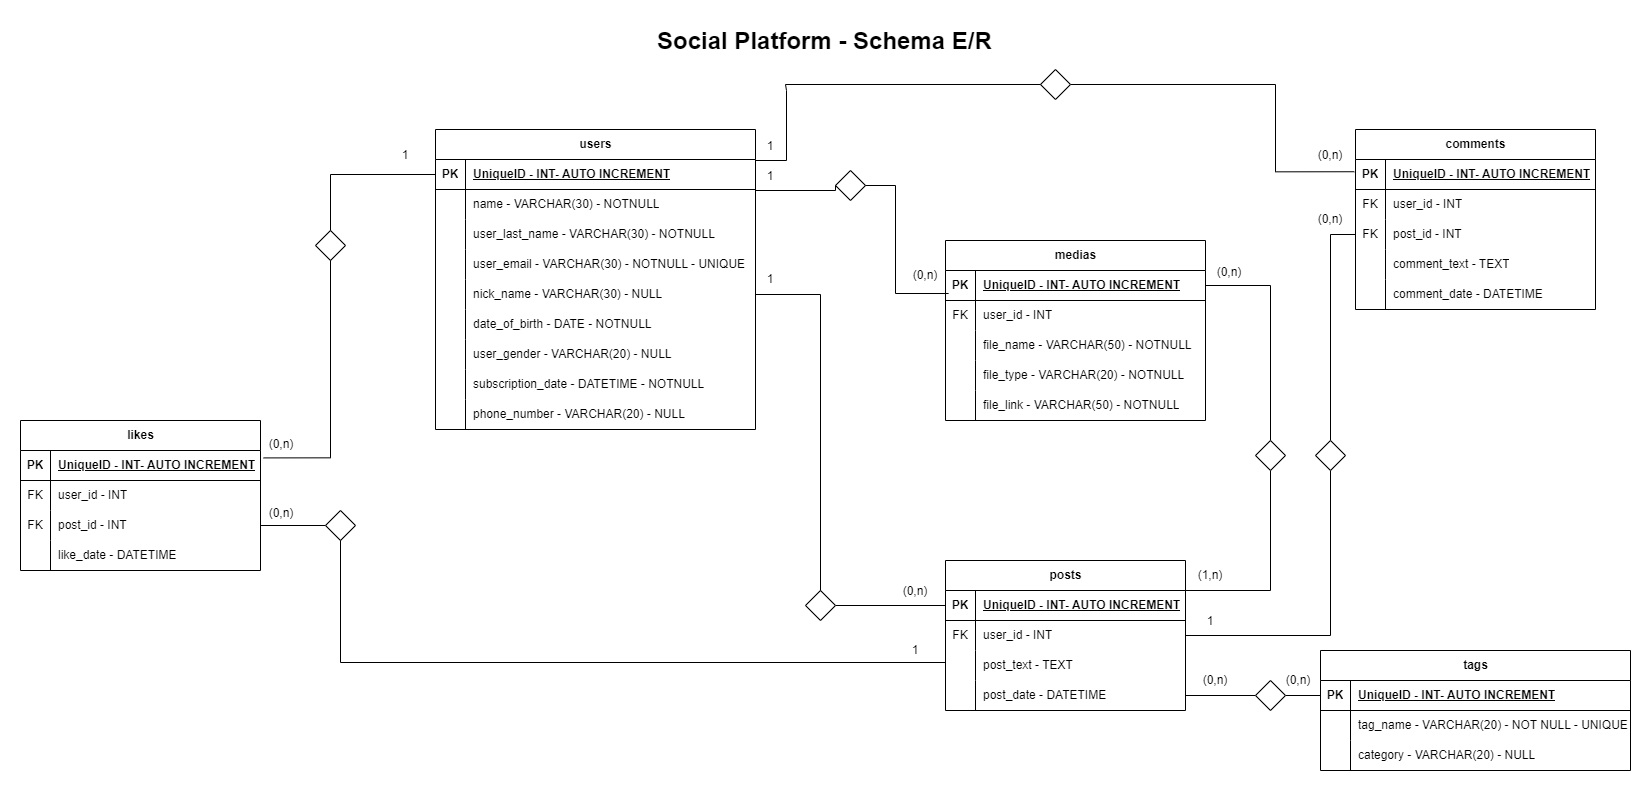 Social Platform - Schema E/R
users
PK UniqueID - INT- AUTO INCREMENT
name - VARCHAR(30) - NOTNULL
user_last_name - VARCHAR(30) - NOTNULL
user_email - VARCHAR(30) - NOTNULL - UNIQUE
nick_name - VARCHAR(30) - NULL
date_of_birth - DATE - NOTNULL
user_gender - VARCHAR(20) - NULL
subscription_date - DATETIME - NOTNULL
phone_number - VARCHAR(20) - NULL
1
1
1
1
comments
PK UniqueID - INT- AUTO INCREMENT
FK user_id - INT
FK post_id - INT
comment_text - TEXT
comment_date - DATETIME
(0,n)
(0,n)
medias
PK UniqueID - INT- AUTO INCREMENT
FK user_id - INT
file_name - VARCHAR(50) - NOTNULL
file_type - VARCHAR(20) - NOTNULL
file_link - VARCHAR(50) - NOTNULL
(0,n)
(0,n)
likes
PK UniqueID - INT- AUTO INCREMENT
FK user_id - INT
FK post_id - INT
like_date - DATETIME
(0,n)
(0,n)
posts
PK UniqueID - INT- AUTO INCREMENT
FK user_id - INT
post_text - TEXT
post_date - DATETIME
(0,n)
1
(1,n)
1
(0,n)
(0,n)
tags
PK UniqueID - INT- AUTO INCREMENT
tag_name - VARCHAR(20) - NOT NULL - UNIQUE
category - VARCHAR(20) - NULL